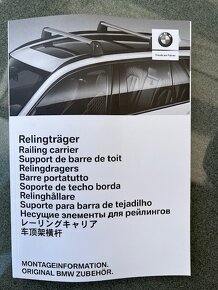 Relingträger
Railing carrier
Support de barre de toit
Relingdragers
Barre portatutto
Soporte de techo borda
Relinghållare
Suporte para barra de tejadilho
Несущие элементы для рейлингов
レーリングキャリア
车顶架横杆
MONTAGEINFORMATION.
ORIGINAL BMW ZUBEHÖR.